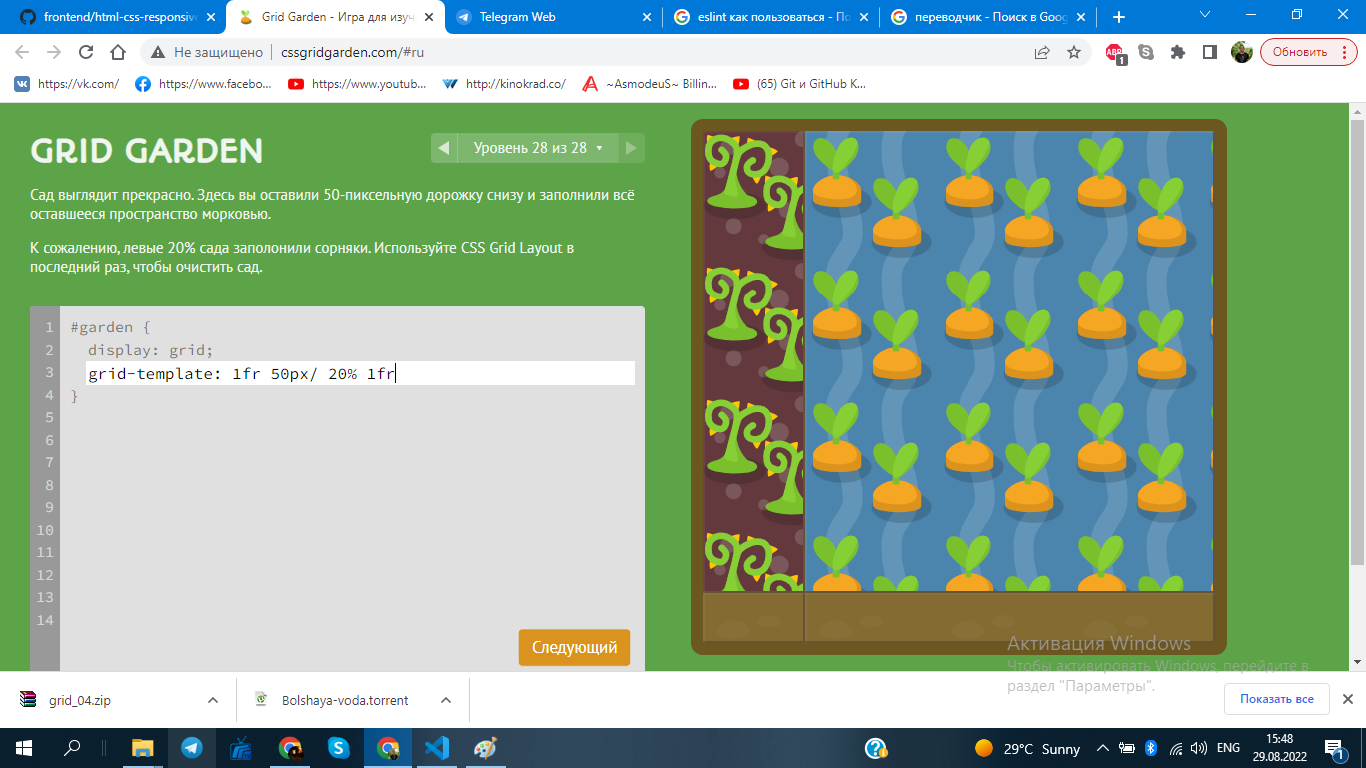 frontend/html-css-responsiv
Grid Garden - Игра для изуч
Telegram Web
eslint как пользоваться - По
переводчик - Поиск в Goog
Не защищено
cssgridgarden.com/#ru
ABP
1
Обновить
https://vk.com/
https://www.facebo...
https://www.youtub...
http://kinokrad.co/
~AsmodeuS~ Billin...
(65) Git и GitHub K...
GRID GARDEN
Уровень 28 из 28
Сад выглядит прекрасно. Здесь вы оставили 50-пиксельную дорожку снизу и заполнили всё
оставшееся пространство морковью.
К сожалению, левые 20% сада заполонили сорняки. Используйте CSS Grid Layout в
последний раз, чтобы очистить сад.
1 #garden {
2 display: grid;
3 grid-template: 1fr 50px/ 20% 1fr
4 }
5
6
7
8
9
10
11
12
13
14
Следующий
Активация Windows
Чтобы активировать Windows, перейдите в
раздел "Параметры".
grid_04.zip
Bolshaya-voda.torrent
Показать все
29°C Sunny
ENG
15:48
29.08.2022
1